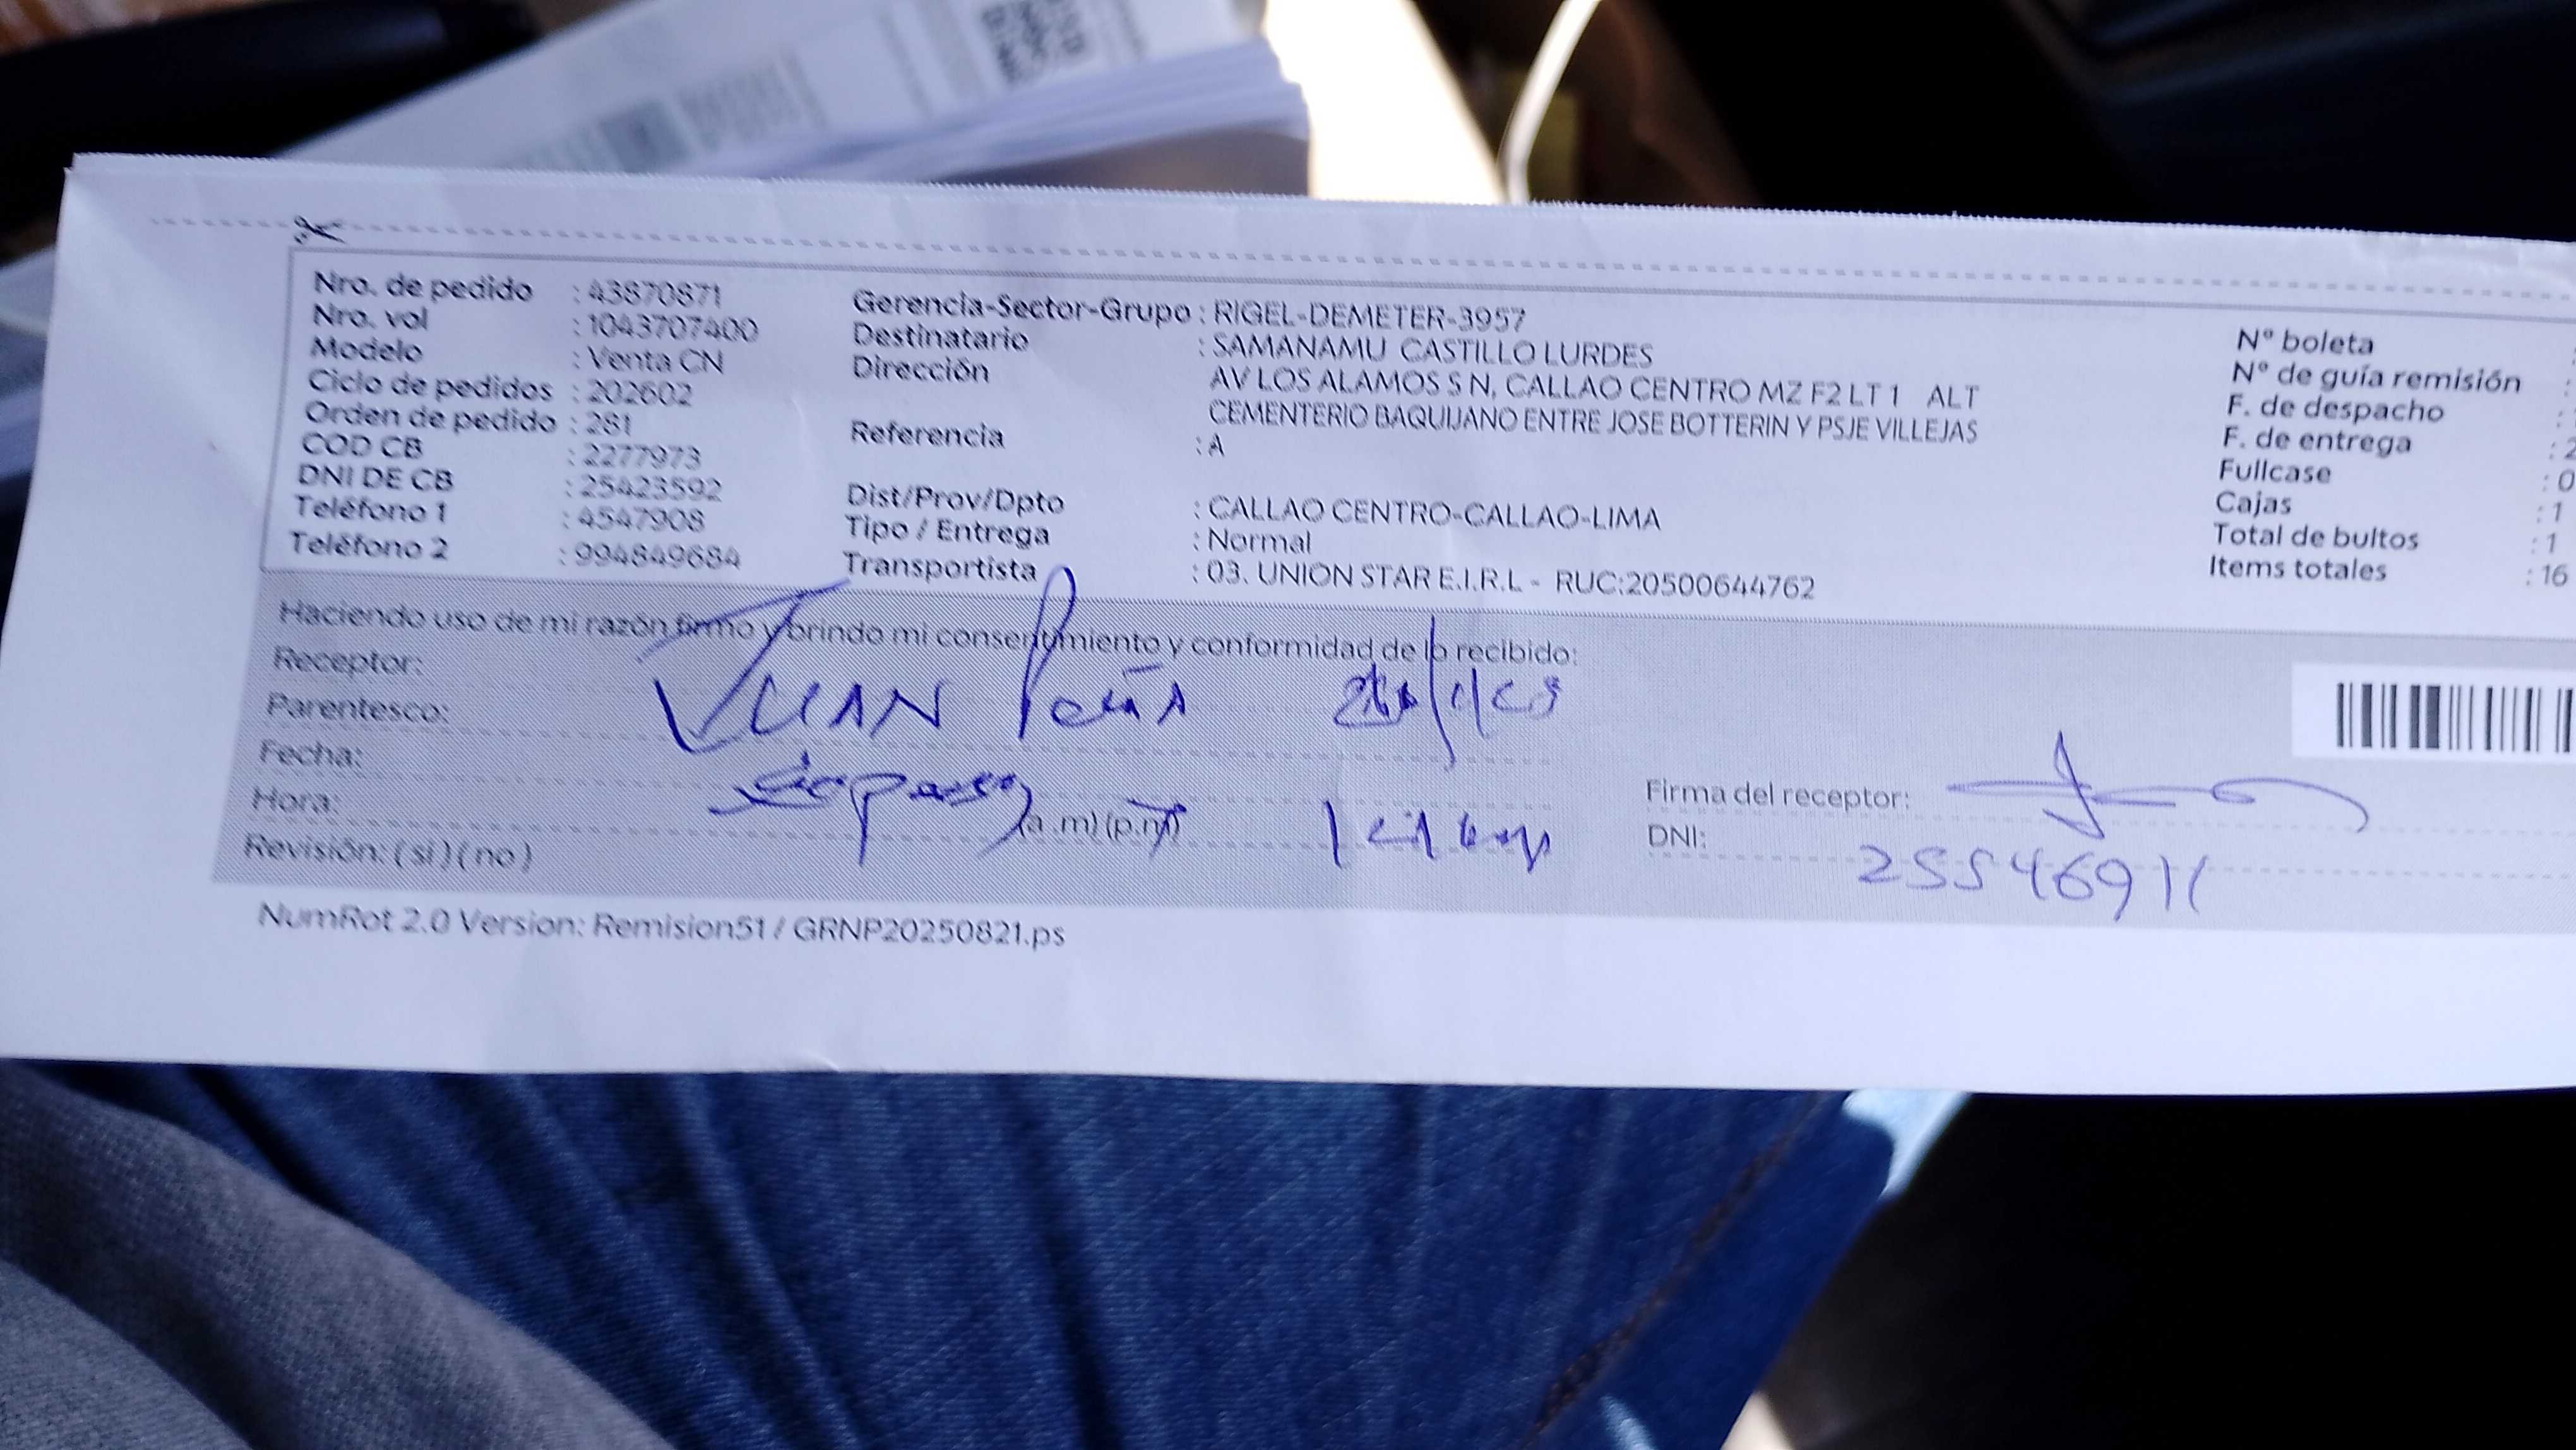 Nro. de pedido : 43870871
Nro. vol : 1043707400
Modelo : Venta CN
Ciclo de pedidos : 202602
Orden de pedido : 281
COD CB : 2277973
DNI DE CB : 25423592
Teléfono 1 : 4547908
Teléfono 2 : 994849684
Gerencia-Sector-Grupo : RIGEL-DEMETER-3957
Destinatario : SAMANAMU CASTILLO LURDES
Dirección AV LOS ALAMOS S N, CALLAO CENTRO MZ F2 LT 1 ALT
CEMENTERIO BAQUIJANO ENTRE JOSE BOTTERIN Y PSJE VILLEJAS
Referencia : A
Dist/Prov/Dpto : CALLAO CENTRO-CALLAO-LIMA
Tipo / Entrega : Normal
Transportista : 03. UNION STAR E.I.R.L - RUC:20500644762
N° boleta :
N° de guía remisión :
F. de despacho :
F. de entrega : 2
Fullcase : 0
Cajas : 1
Total de bultos : 1
Items totales : 16
Haciendo uso de mi razón firmo y brindo mi consentimiento y conformidad de lo recibido:
Receptor:
Parentesco: JUAN Peña
Fecha:
Hora: (a .m) (p.m)
Revisión: ( si ) ( no )
Firma del receptor:
DNI: 25546911
NumRot 2.0 Version: Remision51 / GRNP20250821.ps